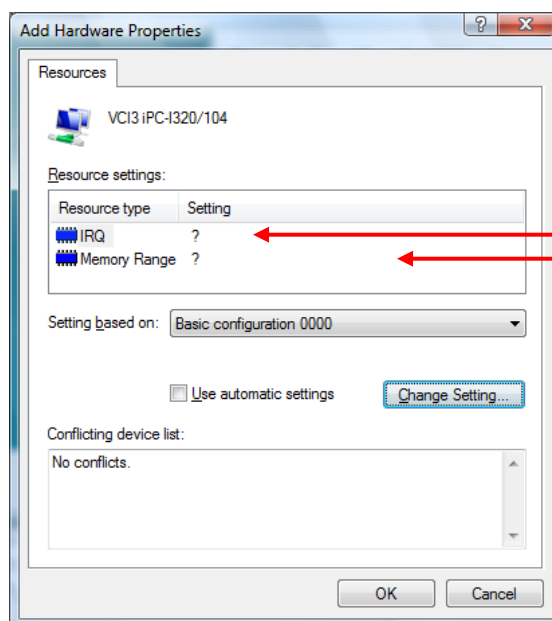 Add Hardware Properties
?
X
Resources
VCI3 iPC-I320/104
Resource settings:
Resource type Setting
IRQ ?
Memory Range ?
Setting based on: Basic configuration 0000
Use automatic settings Change Setting...
Conflicting device list:
No conflicts.
OK Cancel